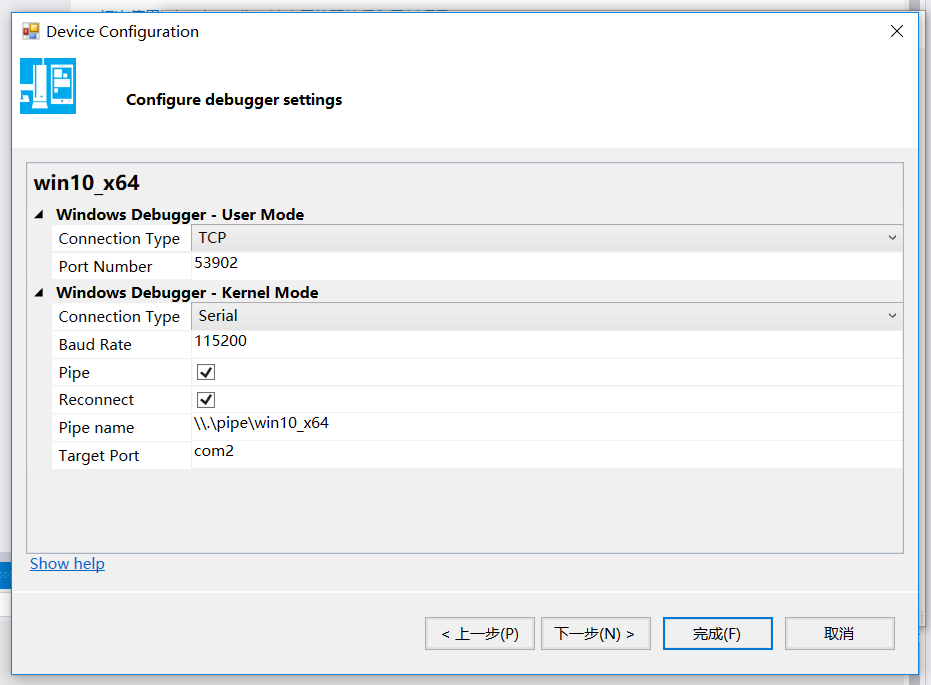 Device Configuration
Configure debugger settings
win10_x64
Windows Debugger - User Mode
Connection Type TCP
Port Number 53902
Windows Debugger - Kernel Mode
Connection Type Serial
Baud Rate 115200
Pipe
Reconnect
Pipe name \\.\pipe\win10_x64
Target Port com2
Show help
< 上一步(P) 下一步(N) > 完成(F) 取消